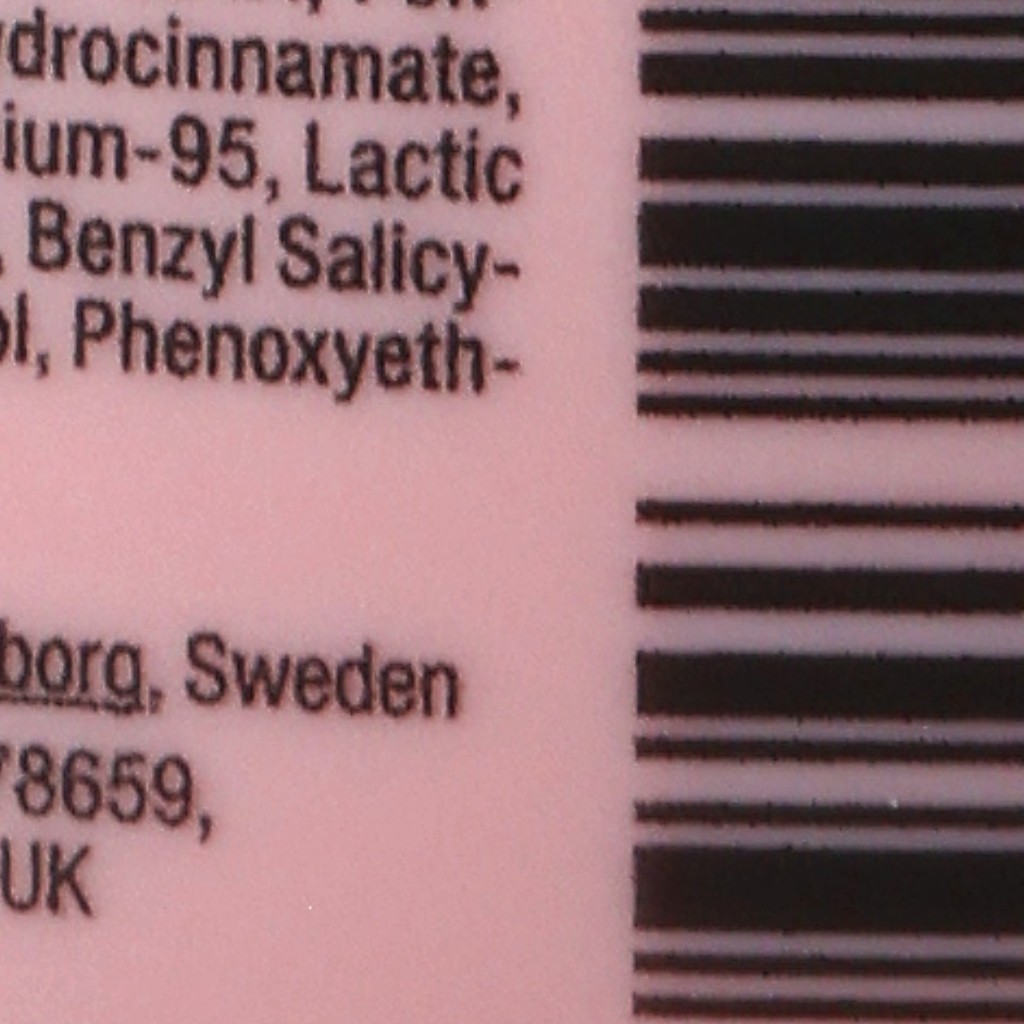 ydrocinnamate,
ium-95, Lactic
, Benzyl Salicy-
ol, Phenoxyeth-
borg, Sweden
78659,
UK